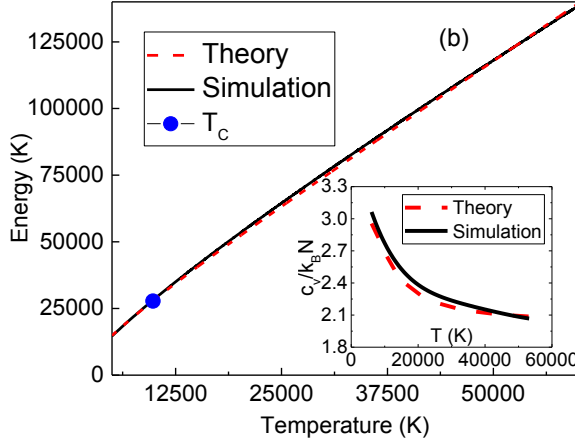 (b)
Theory
Simulation
T_C
Energy (K)
125000
100000
75000
50000
25000
0
12500 25000 37500 50000
Temperature (K)
Theory
Simulation
c_v/k_BN
3.3
3.0
2.7
2.4
2.1
1.8
T (K)
0 20000 40000 60000